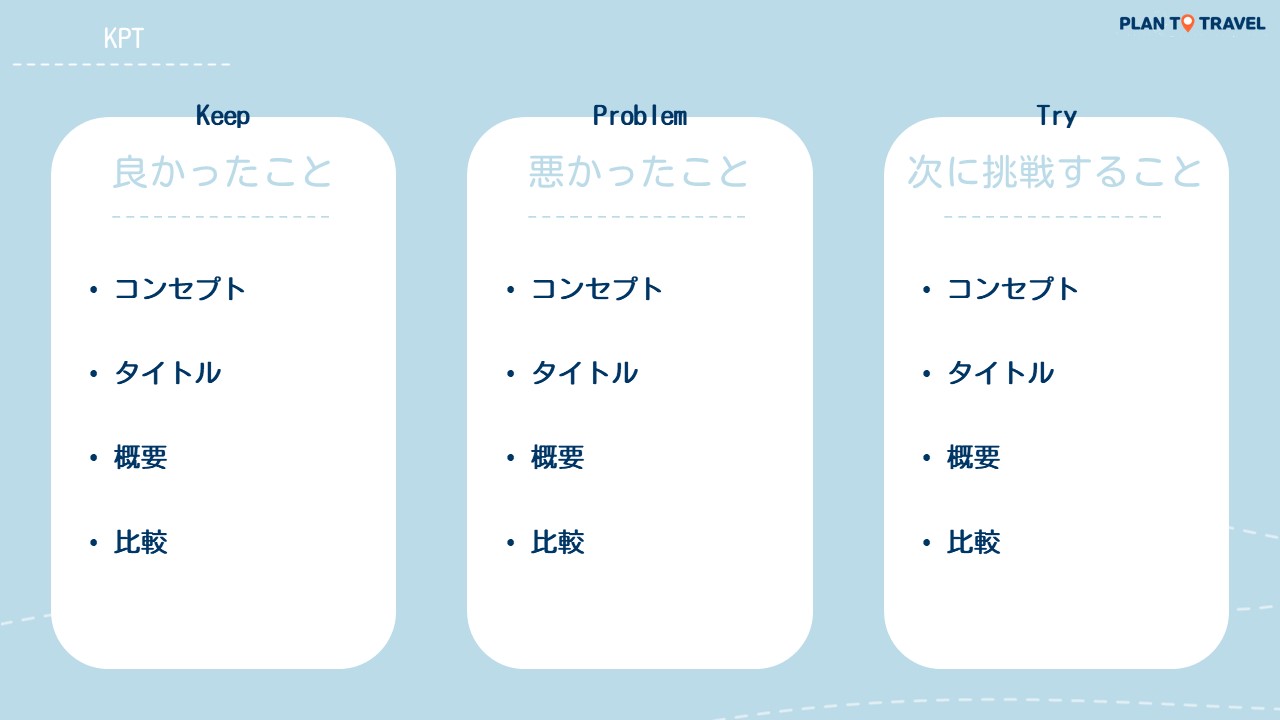 KPT
PLAN TO TRAVEL
Keep
良かったこと
• コンセプト
• タイトル
• 概要
• 比較
Problem
悪かったこと
• コンセプト
• タイトル
• 概要
• 比較
Try
次に挑戦すること
• コンセプト
• タイトル
• 概要
• 比較